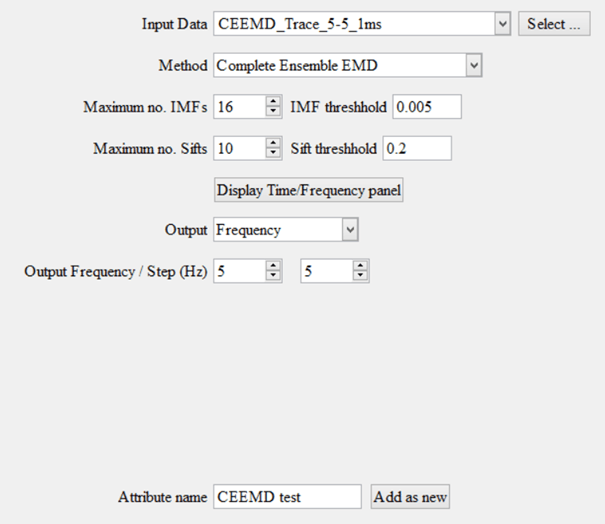 Input Data CEEMD_Trace_5-5_1ms Select ...
Method Complete Ensemble EMD
Maximum no. IMFs 16 IMF threshhold 0.005
Maximum no. Sifts 10 Sift threshhold 0.2
Display Time/Frequency panel
Output Frequency
Output Frequency / Step (Hz) 5 5
Attribute name CEEMD test Add as new